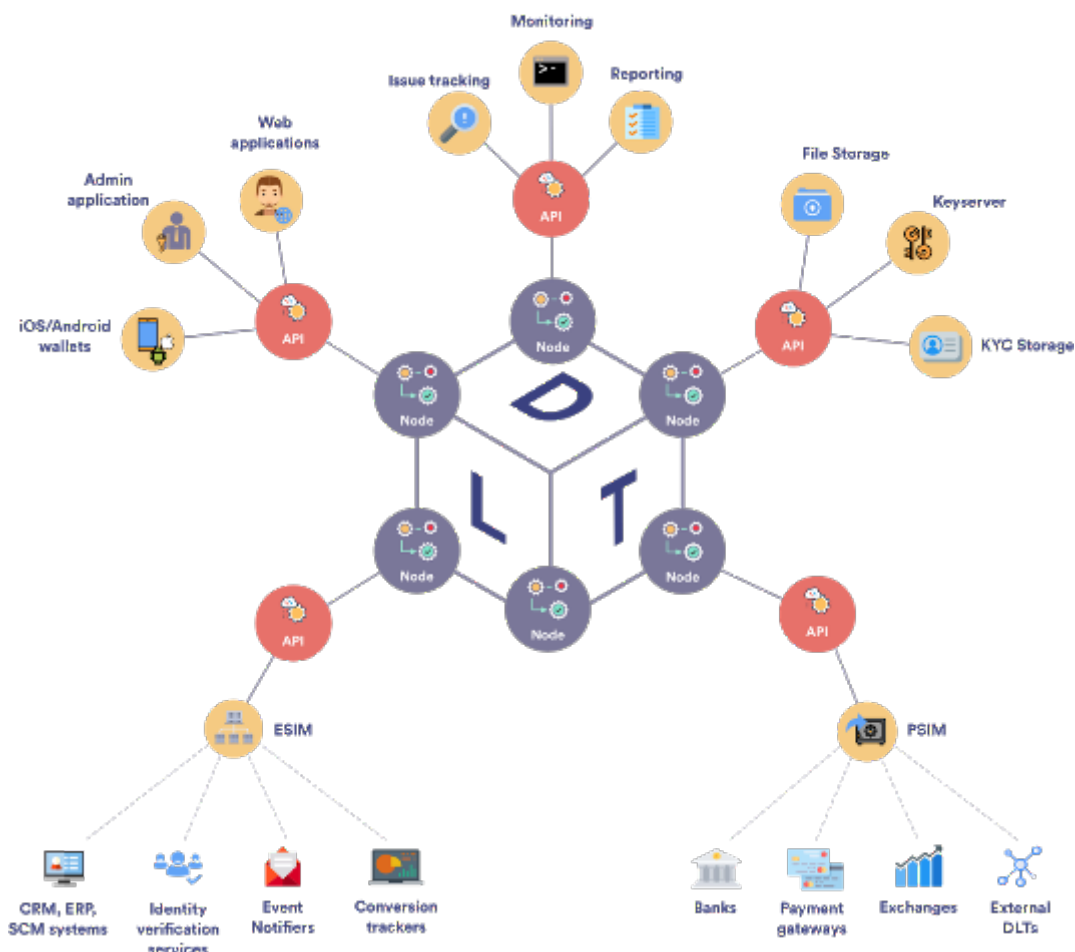 Monitoring
Issue tracking
Reporting
Web
applications
Admin
application
iOS/Android
wallets
File Storage
Keyserver
KYC Storage
API
API
API
Node
Node
Node
D
L
T
Node
Node
Node
API
API
ESIM
PSIM
CRM, ERP,
SCM systems
Identity
verification
services
Event
Notifiers
Conversion
trackers
Banks
Payment
gateways
Exchanges
External
DLTs